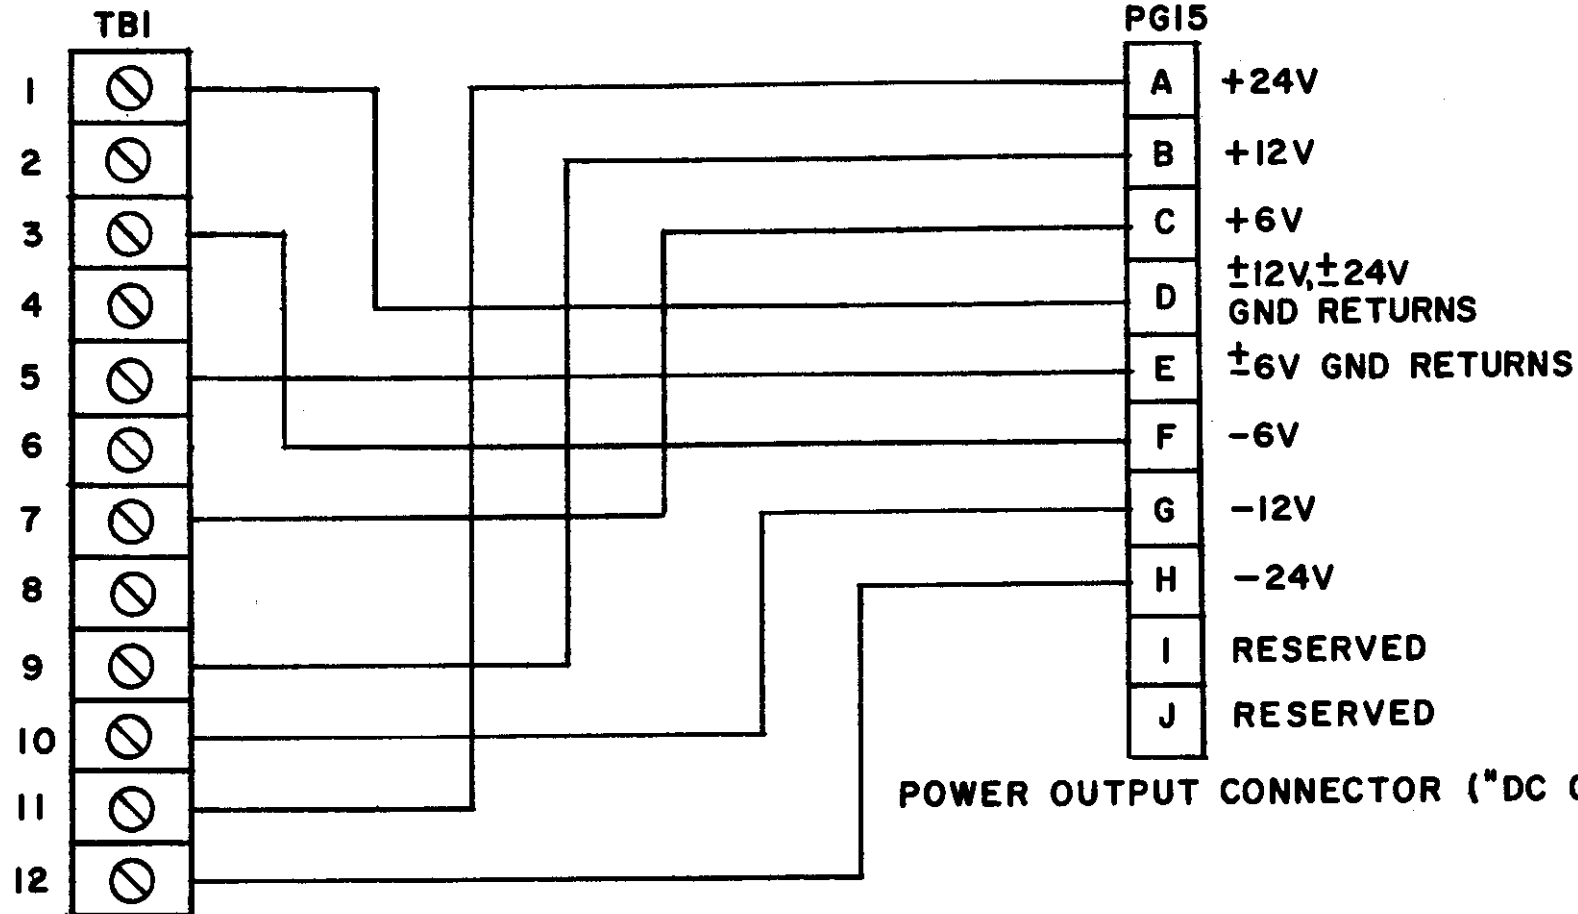 TB1
PG15
1
2
3
4
5
6
7
8
9
10
11
12
A +24V
B +12V
C +6V
D ±12V,±24V
GND RETURNS
E ±6V GND RETURNS
F -6V
G -12V
H -24V
I RESERVED
J RESERVED
POWER OUTPUT CONNECTOR ("DC